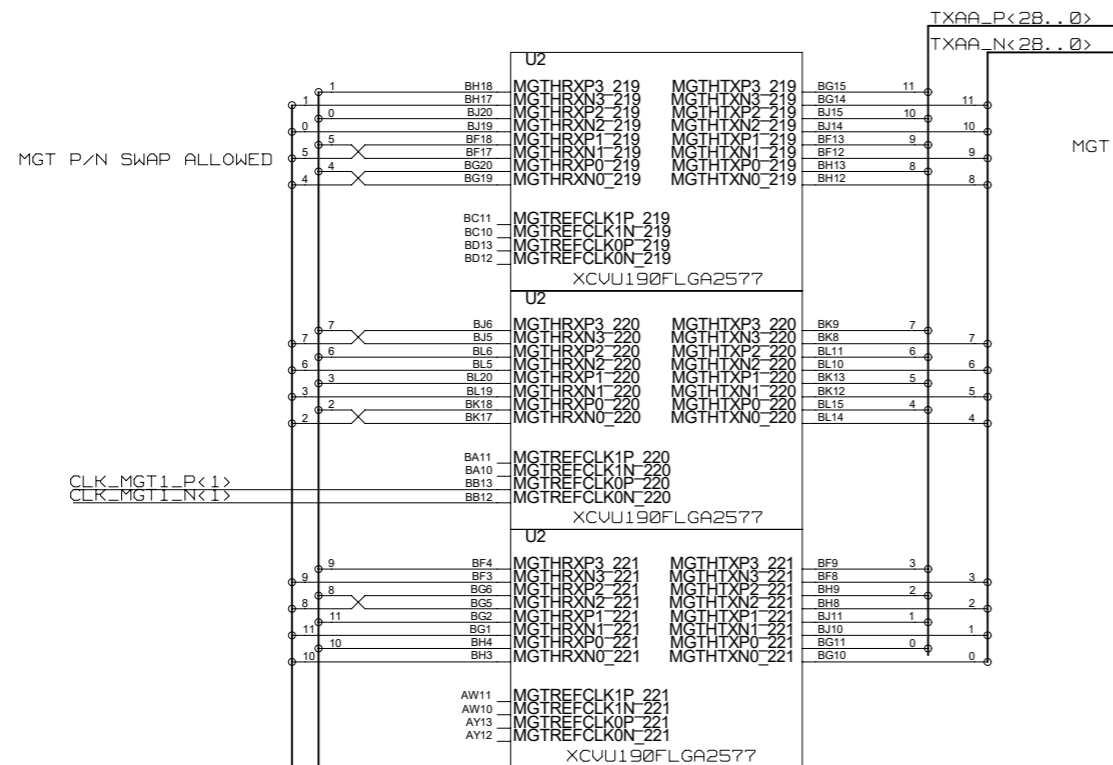 TXAA_P<28..0>
TXAA_N<28..0>
MGT P/N SWAP ALLOWED
MGT
U2
1 BH18 MGTHRXP3_219 MGTHTXP3_219 BG15 11
1 BH17 MGTHRXN3_219 MGTHTXN3_219 BG14 11
0 BJ20 MGTHRXP2_219 MGTHTXP2_219 BJ15 10
0 BJ19 MGTHRXN2_219 MGTHTXN2_219 BJ14 10
5 BF18 MGTHRXP1_219 MGTHTXP1_219 BF13 9
5 BF17 MGTHRXN1_219 MGTHTXN1_219 BF12 9
4 BG20 MGTHRXP0_219 MGTHTXP0_219 BH13 8
4 BG19 MGTHRXN0_219 MGTHTXN0_219 BH12 8
BC11 MGTREFCLK1P_219
BC10 MGTREFCLK1N_219
BD13 MGTREFCLK0P_219
BD12 MGTREFCLK0N_219
XCVU190FLGA2577
U2
7 BJ6 MGTHRXP3_220 MGTHTXP3_220 BK9 7
7 BJ5 MGTHRXN3_220 MGTHTXN3_220 BK8 7
6 BL6 MGTHRXP2_220 MGTHTXP2_220 BL11 6
6 BL5 MGTHRXN2_220 MGTHTXN2_220 BL10 6
3 BL20 MGTHRXP1_220 MGTHTXP1_220 BK13 5
3 BL19 MGTHRXN1_220 MGTHTXN1_220 BK12 5
2 BK18 MGTHRXP0_220 MGTHTXP0_220 BL15 4
2 BK17 MGTHRXN0_220 MGTHTXN0_220 BL14 4
BA11 MGTREFCLK1P_220
BA10 MGTREFCLK1N_220
CLK_MGT1_P<1> BB13 MGTREFCLK0P_220
CLK_MGT1_N<1> BB12 MGTREFCLK0N_220
XCVU190FLGA2577
U2
9 BF4 MGTHRXP3_221 MGTHTXP3_221 BF9 3
9 BF3 MGTHRXN3_221 MGTHTXN3_221 BF8 3
8 BG6 MGTHRXP2_221 MGTHTXP2_221 BH9 2
8 BG5 MGTHRXN2_221 MGTHTXN2_221 BH8 2
11 BG2 MGTHRXP1_221 MGTHTXP1_221 BJ11 1
11 BG1 MGTHRXN1_221 MGTHTXN1_221 BJ10 1
10 BH4 MGTHRXP0_221 MGTHTXP0_221 BG11 0
10 BH3 MGTHRXN0_221 MGTHTXN0_221 BG10 0
AW11 MGTREFCLK1P_221
AW10 MGTREFCLK1N_221
AY13 MGTREFCLK0P_221
AY12 MGTREFCLK0N_221
XCVU190FLGA2577